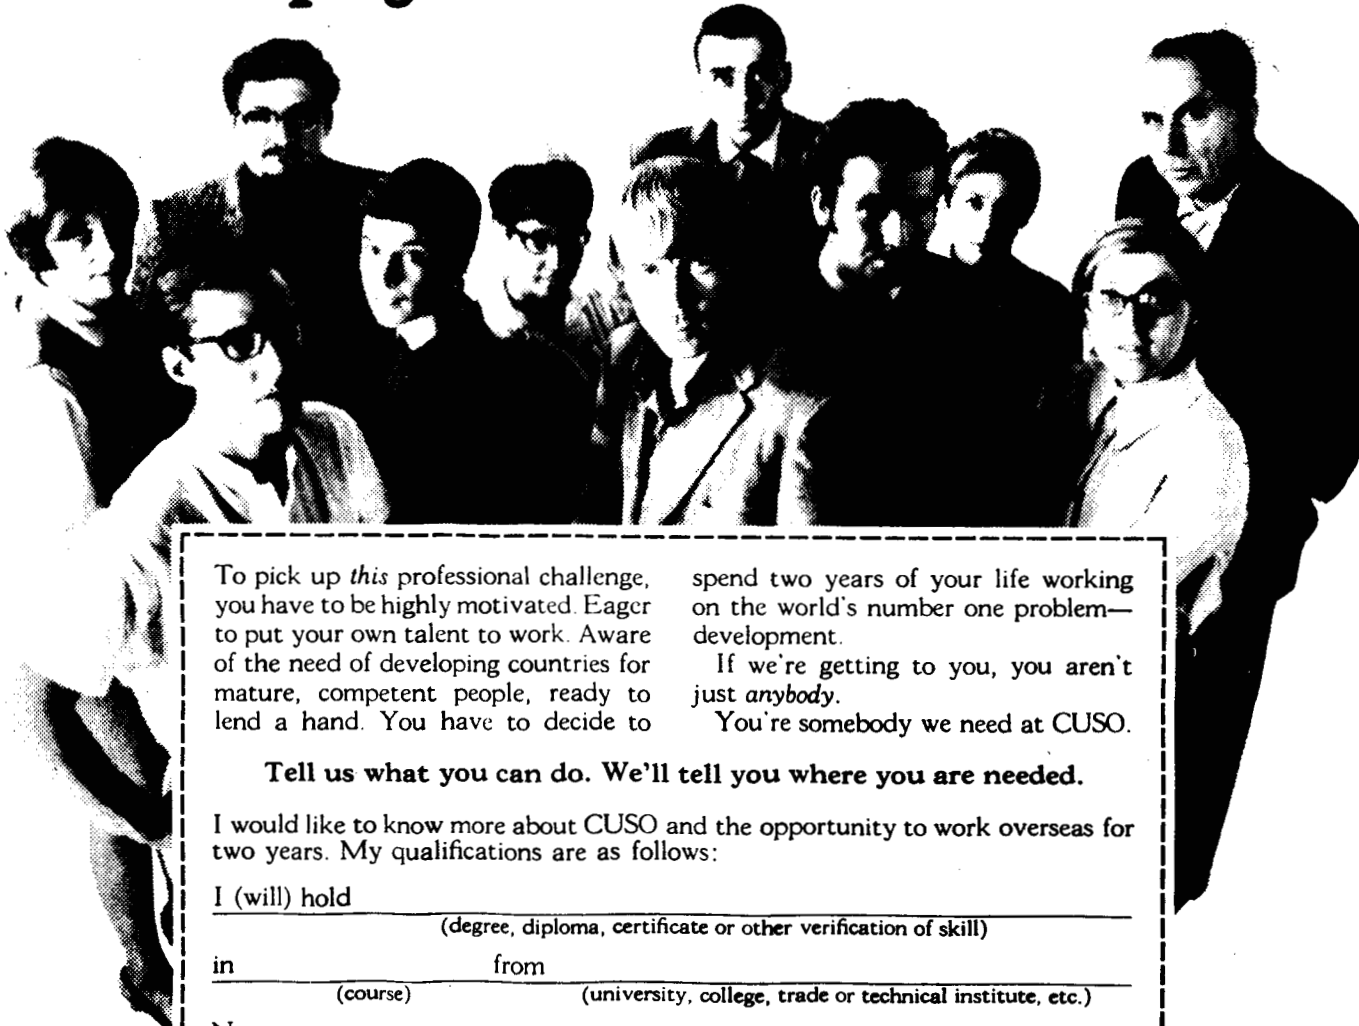 To pick up this professional challenge,
you have to be highly motivated. Eager
to put your own talent to work. Aware
of the need of developing countries for
mature, competent people, ready to
lend a hand. You have to decide to
spend two years of your life working
on the world's number one problem—
development.
If we're getting to you, you aren't
just anybody.
You're somebody we need at CUSO.
Tell us what you can do. We'll tell you where you are needed.
I would like to know more about CUSO and the opportunity to work overseas for
two years. My qualifications are as follows:
I (will) hold
(degree, diploma, certificate or other verification of skill)
in from
(course) (university, college, trade or technical institute, etc.)